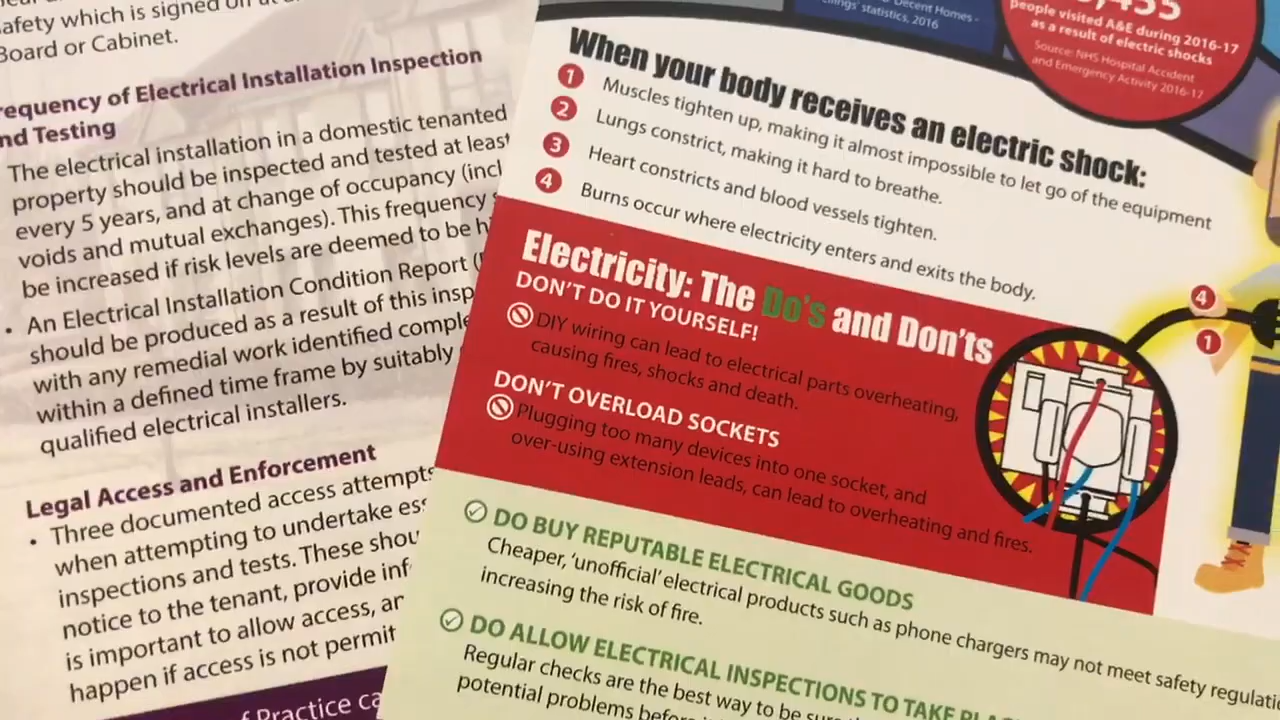 safety which is signed
Board or Cabinet.
Frequency of Electrical Installation Inspection
and Testing
The electrical installation in a domestic tenanted
property should be inspected and tested at least
every 5 years, and at change of occupancy (incl
voids and mutual exchanges). This frequency
be increased if risk levels are deemed to be
• An Electrical Installation Condition Report (
should be produced as a result of this insp
with any remedial work identified comple
within a defined time frame by suitably
qualified electrical installers.
Legal Access and Enforcement
• Three documented access attempts
when attempting to undertake ess
inspections and tests. These shou
notice to the tenant, provide inf
is important to allow access, an
happen if access is not permit
of Practice ca
Decent Homes -
statistics, 2016
people visited A&E during 2016-17
as a result of electric shocks
Source: NHS Hospital Accident
and Emergency Activity 2016-17
When your body receives an electric shock:
1 Muscles tighten up, making it almost impossible to let go of the equipment
2 Lungs constrict, making it hard to breathe.
3 Heart constricts and blood vessels tighten.
4 Burns occur where electricity enters and exits the body.
Electricity: The Do's and Don'ts
DON'T DO IT YOURSELF!
DIY wiring can lead to electrical parts overheating,
causing fires, shocks and death.
DON'T OVERLOAD SOCKETS
Plugging too many devices into one socket, and
over-using extension leads, can lead to overheating and fires.
4
1
DO BUY REPUTABLE ELECTRICAL GOODS
Cheaper, 'unofficial' electrical products such as phone chargers may not meet safety regulati
increasing the risk of fire.
DO ALLOW ELECTRICAL INSPECTIONS TO TAKE PLAC
Regular checks are the best way to be sure
potential problems before